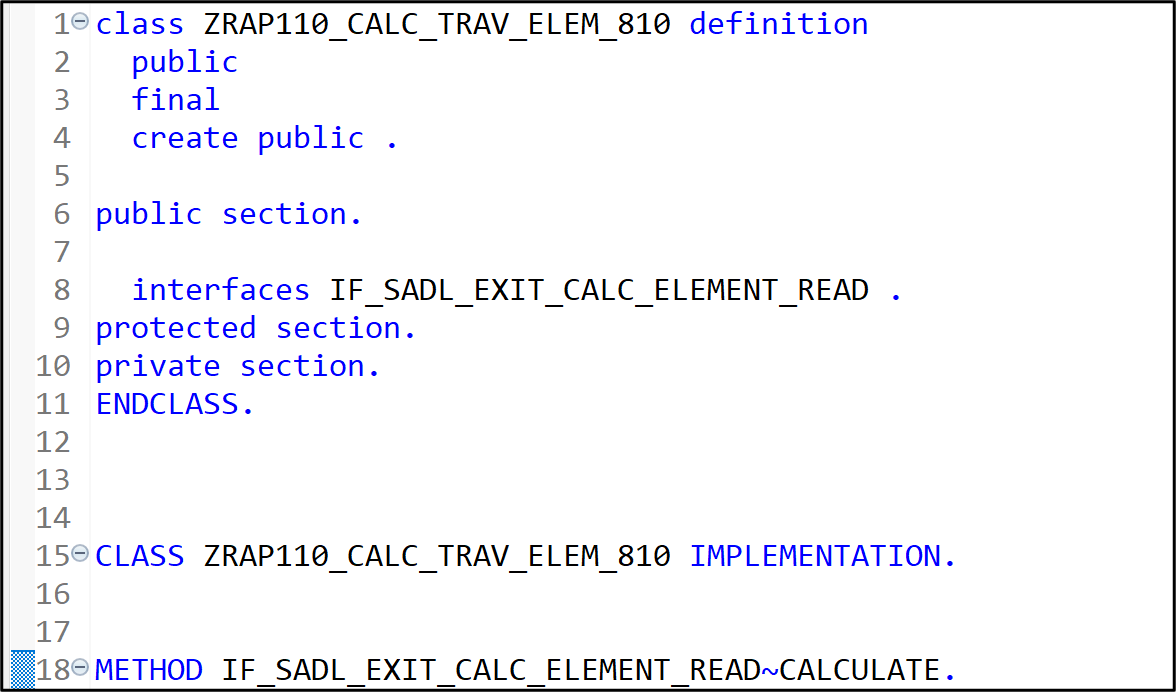 1 class ZRAP110_CALC_TRAV_ELEM_810 definition
2   public
3   final
4   create public .
5
6 public section.
7
8   interfaces IF_SADL_EXIT_CALC_ELEMENT_READ .
9 protected section.
10 private section.
11 ENDCLASS.
12
13
14
15 CLASS ZRAP110_CALC_TRAV_ELEM_810 IMPLEMENTATION.
16
17
18 METHOD IF_SADL_EXIT_CALC_ELEMENT_READ~CALCULATE.